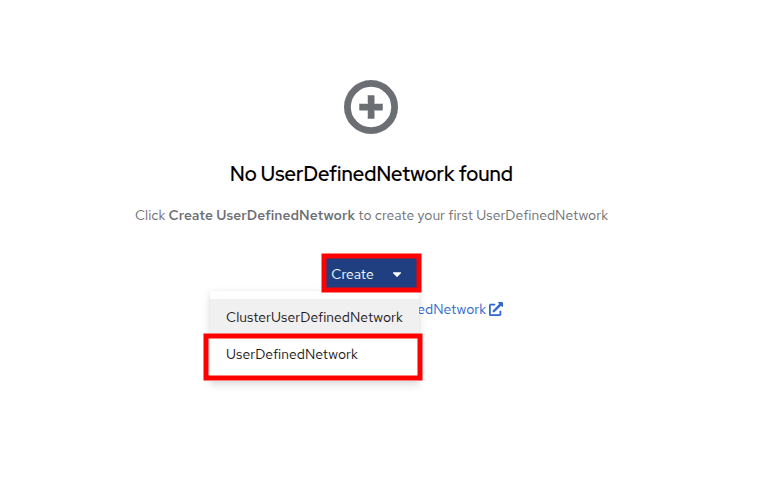 No UserDefinedNetwork found
Click Create UserDefinedNetwork to create your first UserDefinedNetwork
Create
edNetwork
ClusterUserDefinedNetwork
UserDefinedNetwork